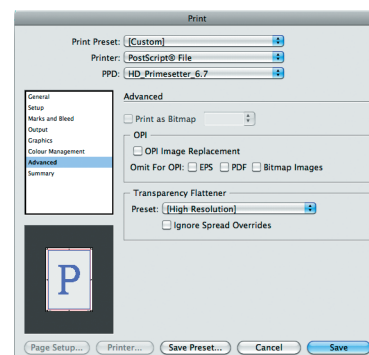 Print
Print Preset: [Custom]
Printer: PostScript® File
PPD: HD_Primesetter_6.7
General
Setup
Marks and Bleed
Output
Graphics
Colour Management
Advanced
Summary
Advanced
Print as Bitmap
OPI
OPI Image Replacement
Omit For OPI: EPS PDF Bitmap Images
Transparency Flattener
Preset: [High Resolution]
Ignore Spread Overrides
P
Page Setup... Printer... Save Preset... Cancel Save